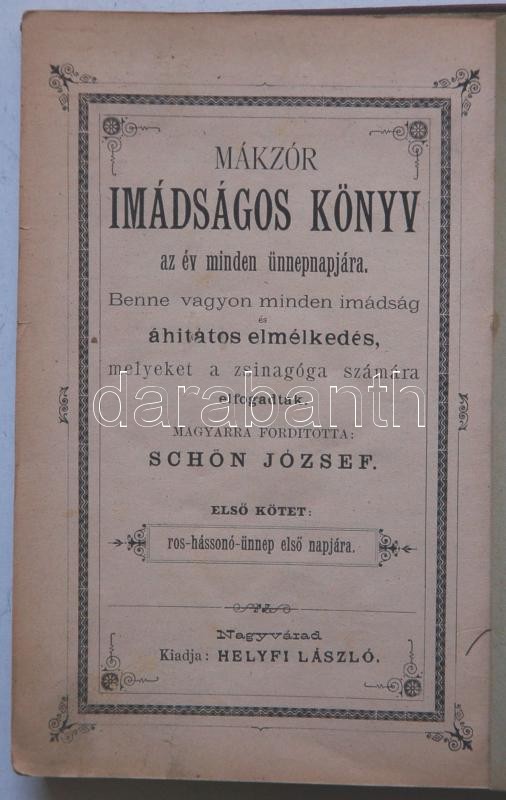 MÁKZÓR
IMÁDSÁGOS KÖNYV
az év minden ünnepnapjára.
Benne vagyon minden imádság
és
áhitatos elmélkedés,
melyeket a zsinagóga számára
elfogadtak.
darabanth
MAGYARRA FORDITOTTA:
SCHÖN JÓZSEF.
ELSŐ KÖTET:
ros-hássonó-ünnep első napjára.
Nagyvárad
Kiadja: HELYFI LÁSZLÓ.